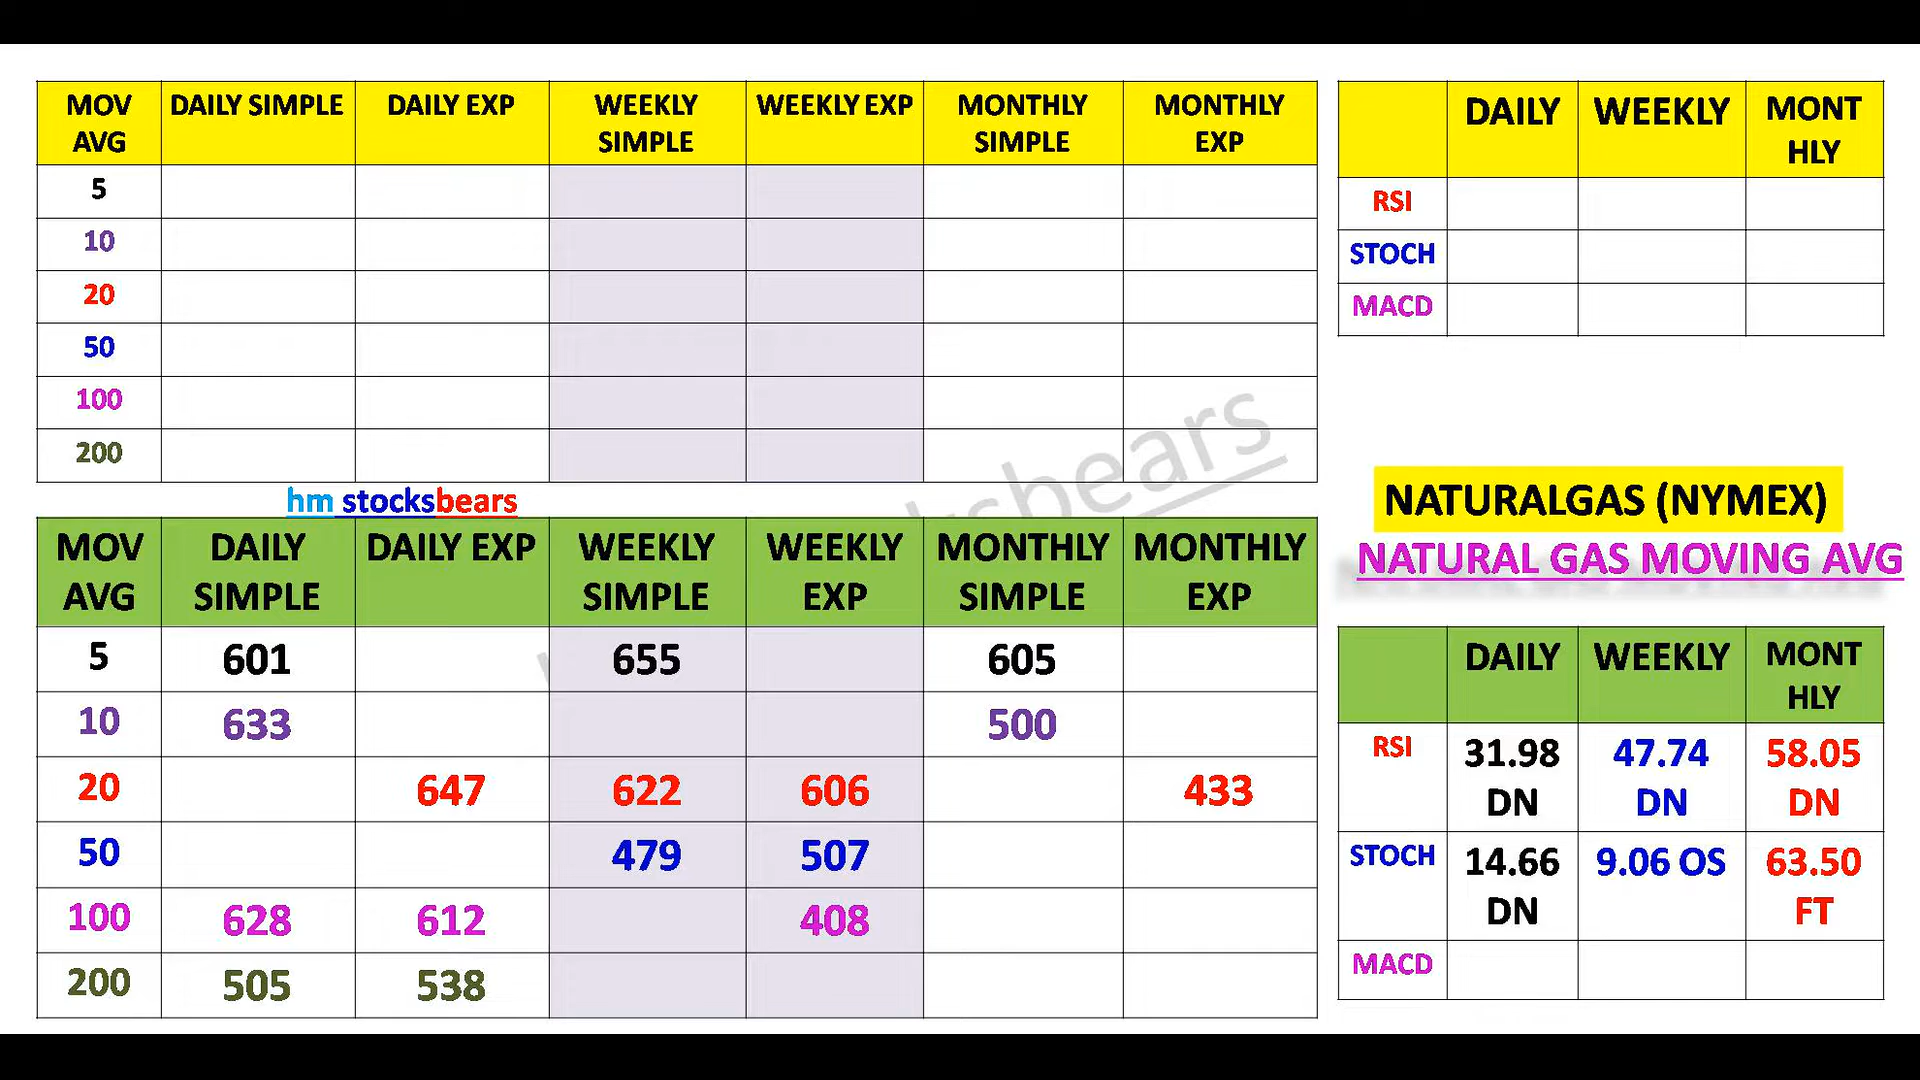 MOV AVG DAILY SIMPLE DAILY EXP WEEKLY SIMPLE WEEKLY EXP MONTHLY SIMPLE MONTHLY EXP
5
10
20
50
100
200
DAILY WEEKLY MONT HLY
RSI
STOCH
MACD
hm stocksbears
NATURALGAS (NYMEX)
NATURAL GAS MOVING AVG
MOV AVG DAILY SIMPLE DAILY EXP WEEKLY SIMPLE WEEKLY EXP MONTHLY SIMPLE MONTHLY EXP
5 601 655 605
10 633 500
20 647 622 606 433
50 479 507
100 628 612 408
200 505 538
DAILY WEEKLY MONT HLY
RSI 31.98 DN 47.74 DN 58.05 DN
STOCH 14.66 DN 9.06 OS 63.50 FT
MACD